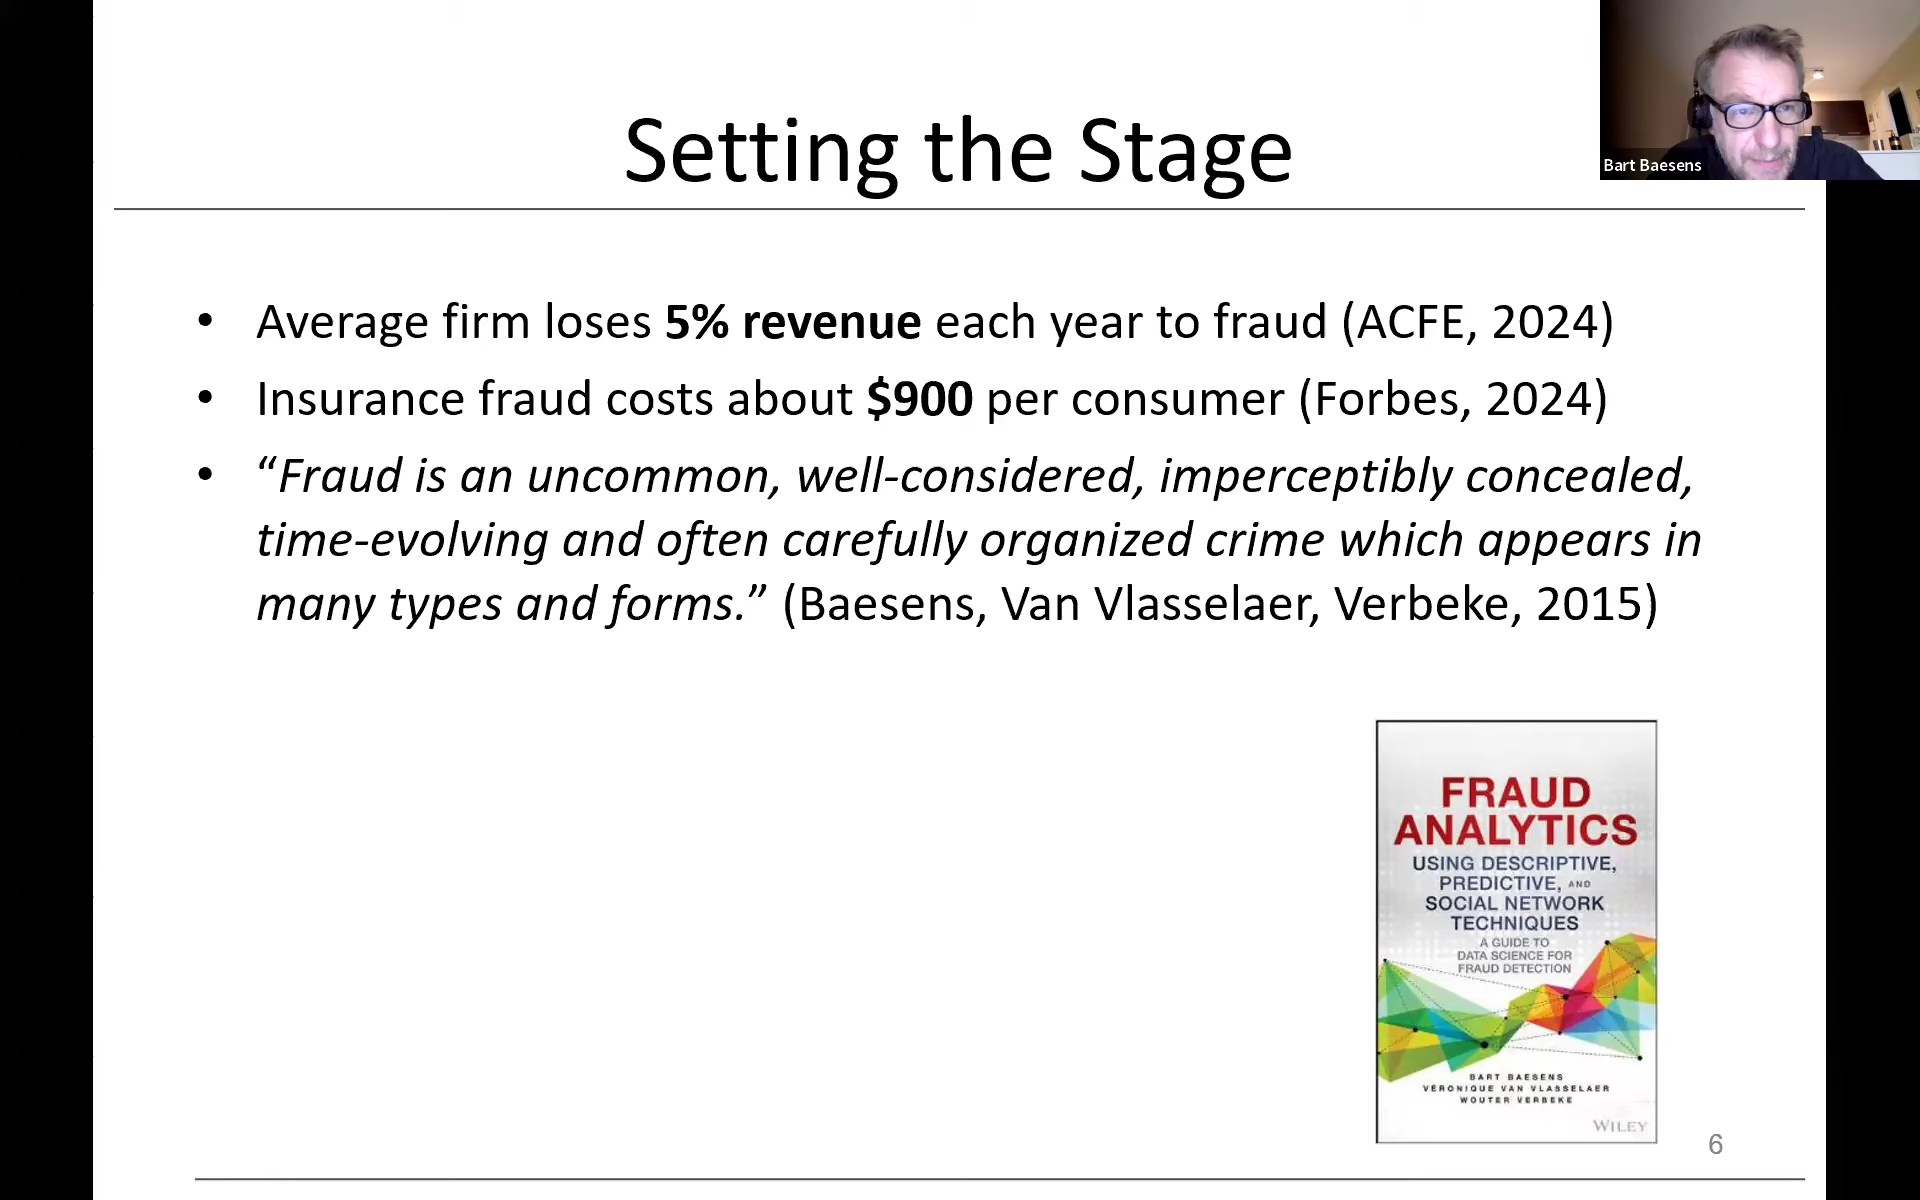 Setting the Stage
Bart Baesens
• Average firm loses 5% revenue each year to fraud (ACFE, 2024)
• Insurance fraud costs about $900 per consumer (Forbes, 2024)
• “Fraud is an uncommon, well-considered, imperceptibly concealed,
time-evolving and often carefully organized crime which appears in
many types and forms.” (Baesens, Van Vlasselaer, Verbeke, 2015)
FRAUD
ANALYTICS
USING DESCRIPTIVE,
PREDICTIVE, AND
SOCIAL NETWORK
TECHNIQUES
A GUIDE TO
DATA SCIENCE FOR
FRAUD DETECTION
BART BAESENS
VÉRONIQUE VAN VLASSELAER
WOUTER VERBEKE
WILEY
6